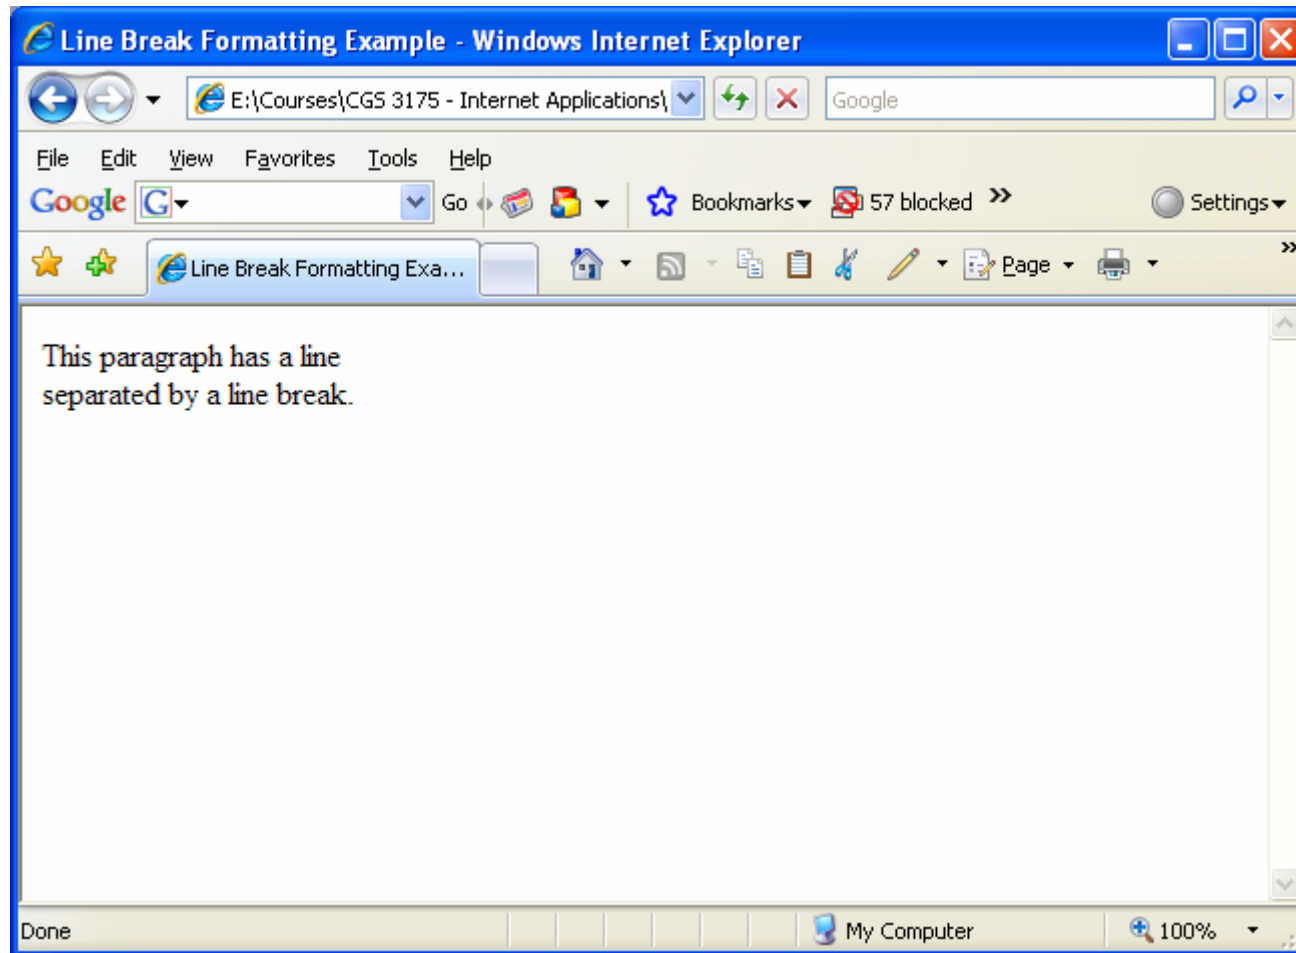 Line Break Formatting Example - Windows Internet Explorer
E:\Courses\CGS 3175 - Internet Applications\ Google
File Edit View Favorites Tools Help
Google G Go Bookmarks 57 blocked » Settings
Line Break Formatting Exa... Page »
This paragraph has a line
separated by a line break.
Done My Computer 100%